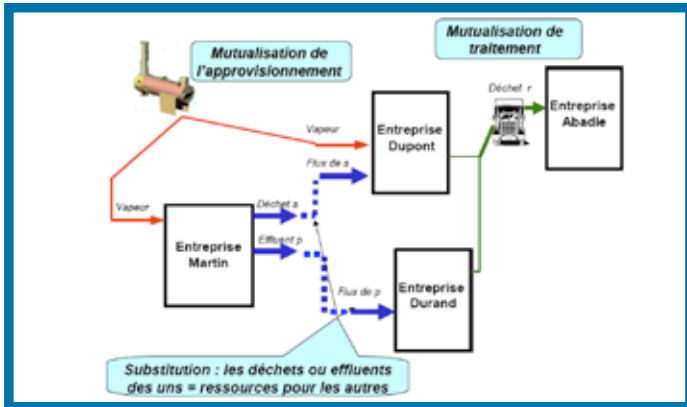 Mutualisation de
l'approvisionnement
Mutualisation de
traitement
Déchet r
Entreprise
Abadie
Vapeur
Entreprise
Dupont
Flux de a
Vapeur
Déchet a
Entreprise
Martin
Effluent p
Flux de p
Entreprise
Durand
Substitution : les déchets ou effluents
des uns = ressources pour les autres